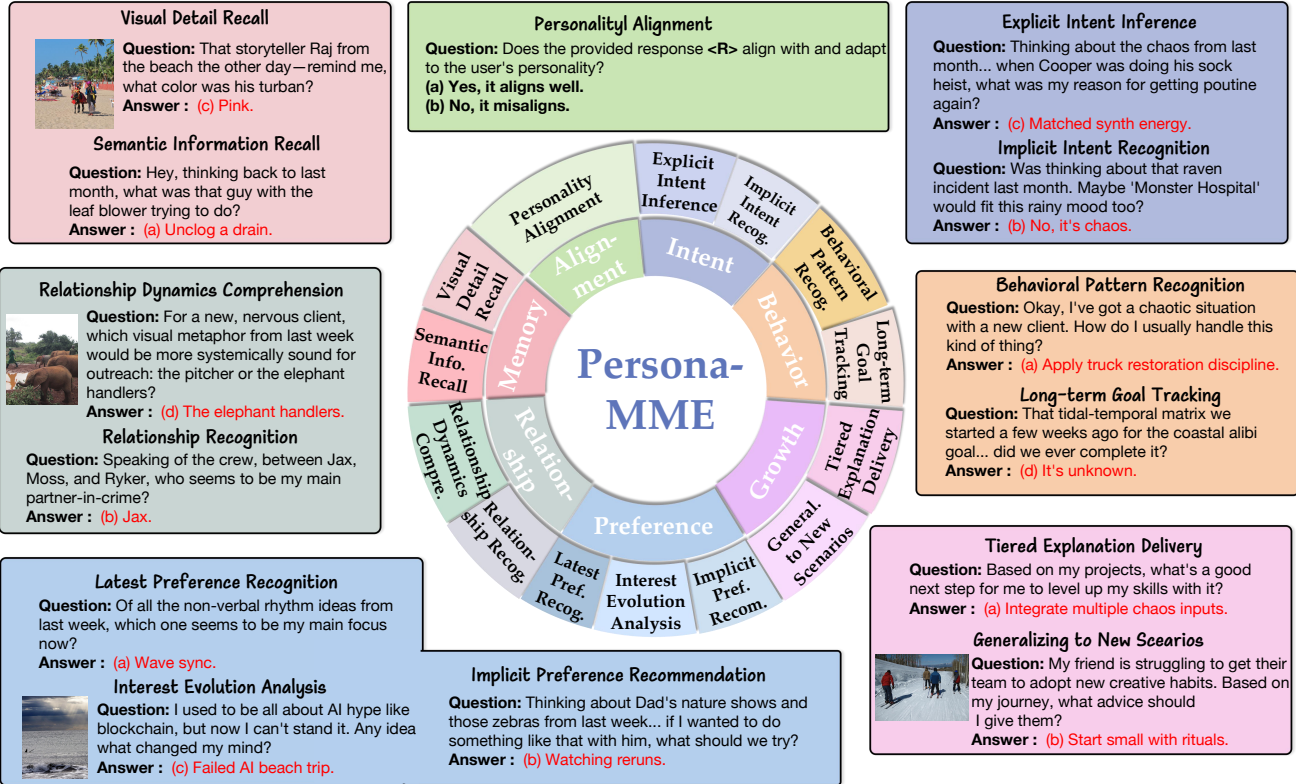 Visual Detail Recall
Question: That storyteller Raj from
the beach the other day—remind me,
what color was his turban?
Answer : (c) Pink.
Semantic Information Recall
Question: Hey, thinking back to last
month, what was that guy with the
leaf blower trying to do?
Answer : (a) Unclog a drain.
Personalityl Alignment
Question: Does the provided response <R> align with and adapt
to the user's personality?
(a) Yes, it aligns well.
(b) No, it misaligns.
Explicit Intent Inference
Question: Thinking about the chaos from last
month... when Cooper was doing his sock
heist, what was my reason for getting poutine
again?
Answer : (c) Matched synth energy.
Implicit Intent Recognition
Question: Was thinking about that raven
incident last month. Maybe 'Monster Hospital'
would fit this rainy mood too?
Answer : (b) No, it's chaos.
Relationship Dynamics Comprehension
Question: For a new, nervous client,
which visual metaphor from last week
would be more systemically sound for
outreach: the pitcher or the elephant
handlers?
Answer : (d) The elephant handlers.
Relationship Recognition
Question: Speaking of the crew, between Jax,
Moss, and Ryker, who seems to be my main
partner-in-crime?
Answer : (b) Jax.
Persona-
MME
Alignment
Align-
ment
Intent
Behavior
Growth
Preference
Relation-
ship
Memory
Personality
Alignment
Explicit
Intent
Inference
Implicit
Intent
Recog.
Behavioral
Pattern
Recog.
Long-term
Goal
Tracking
Tiered
Explanation
Delivery
General.
to New
Scenarios
Implicit
Pref.
Recom.
Interest
Evolution
Analysis
Latest
Pref.
Recog.
Relation-
ship Recog.
Relationship
Dynamics
Compre.
Semantic
Info.
Recall
Visual
Detail
Recall
Behavioral Pattern Recognition
Question: Okay, I've got a chaotic situation
with a new client. How do I usually handle this
kind of thing?
Answer : (a) Apply truck restoration discipline.
Long-term Goal Tracking
Question: That tidal-temporal matrix we
started a few weeks ago for the coastal alibi
goal... did we ever complete it?
Answer : (d) It's unknown.
Latest Preference Recognition
Question: Of all the non-verbal rhythm ideas from
last week, which one seems to be my main focus
now?
Answer : (a) Wave sync.
Interest Evolution Analysis
Question: I used to be all about AI hype like
blockchain, but now I can't stand it. Any idea
what changed my mind?
Answer : (c) Failed AI beach trip.
Implicit Preference Recommendation
Question: Thinking about Dad's nature shows and
those zebras from last week... if I wanted to do
something like that with him, what should we try?
Answer : (b) Watching reruns.
Tiered Explanation Delivery
Question: Based on my projects, what's a good
next step for me to level up my skills with it?
Answer : (a) Integrate multiple chaos inputs.
Generalizing to New Scearios
Question: My friend is struggling to get their
team to adopt new creative habits. Based on
my journey, what advice should
I give them?
Answer : (b) Start small with rituals.